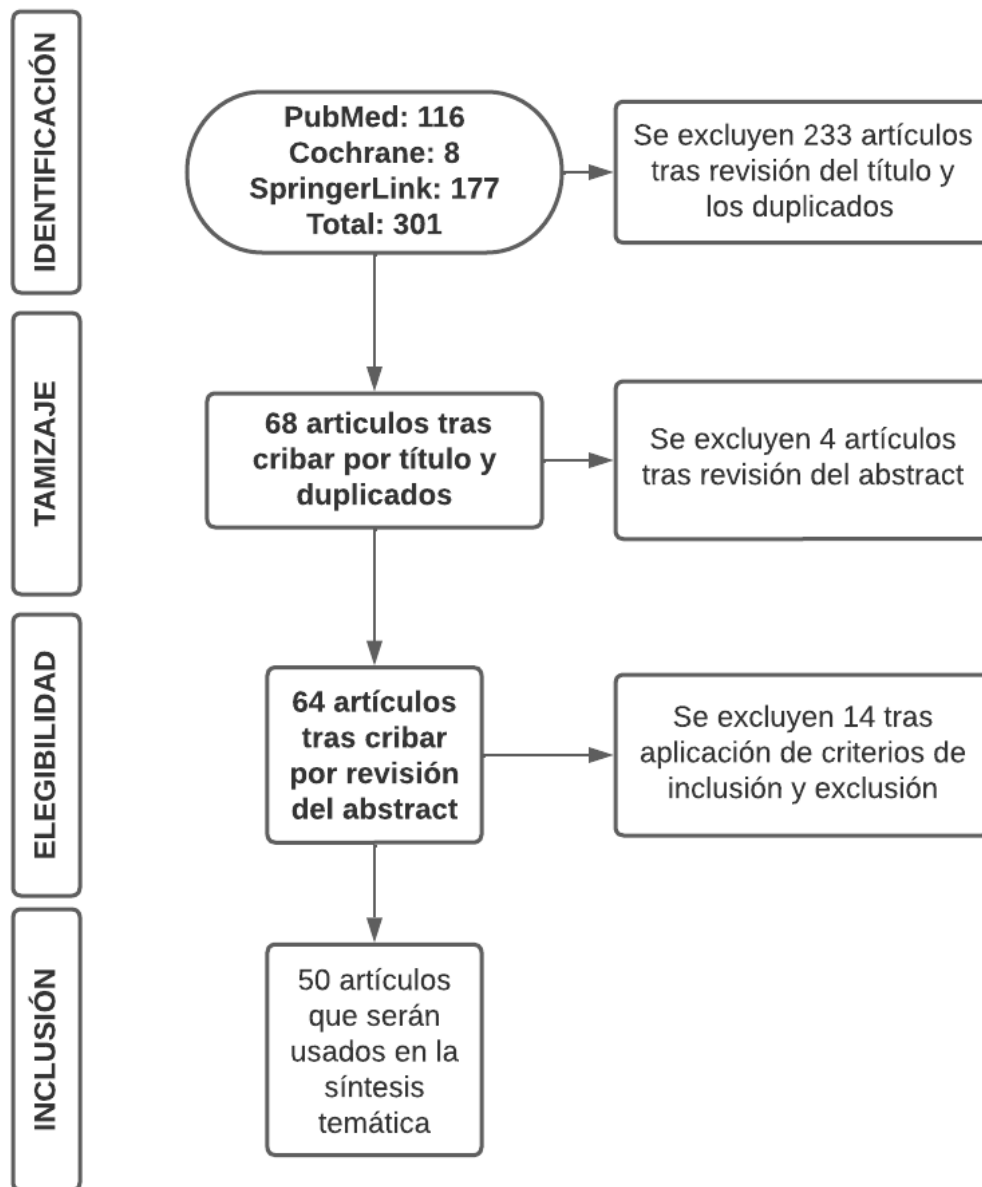 IDENTIFICACIÓN
PubMed: 116
Cochrane: 8
SpringerLink: 177
Total: 301
Se excluyen 233 artículos
tras revisión del título y
los duplicados
TAMIZAJE
68 articulos tras
cribar por título y
duplicados
Se excluyen 4 artículos
tras revisión del abstract
ELEGIBILIDAD
64 artículos
tras cribar
por revisión
del abstract
Se excluyen 14 tras
aplicación de criterios de
inclusión y exclusión
INCLUSIÓN
50 artículos
que serán
usados en la
síntesis
temática